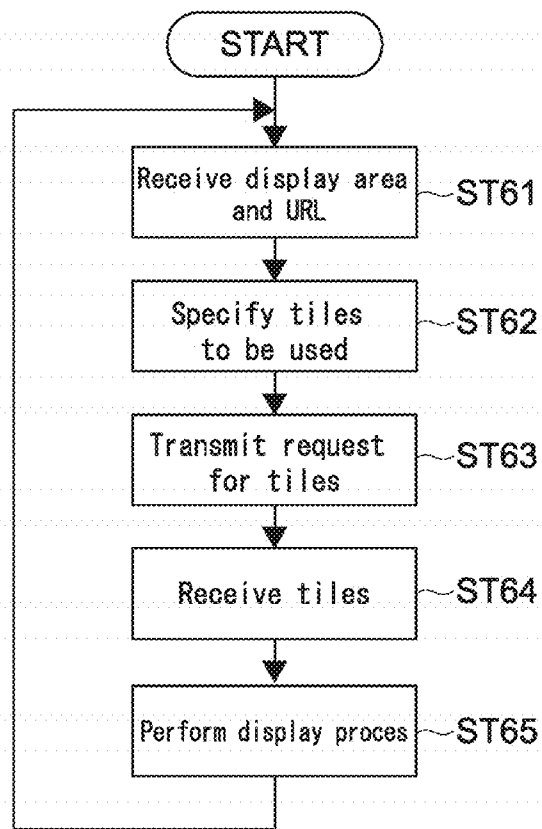 START
Receive display area
and URL
ST61
Specify tiles
to be used
ST62
Transmit request
for tiles
ST63
Receive tiles
ST64
Perform display proces
ST65